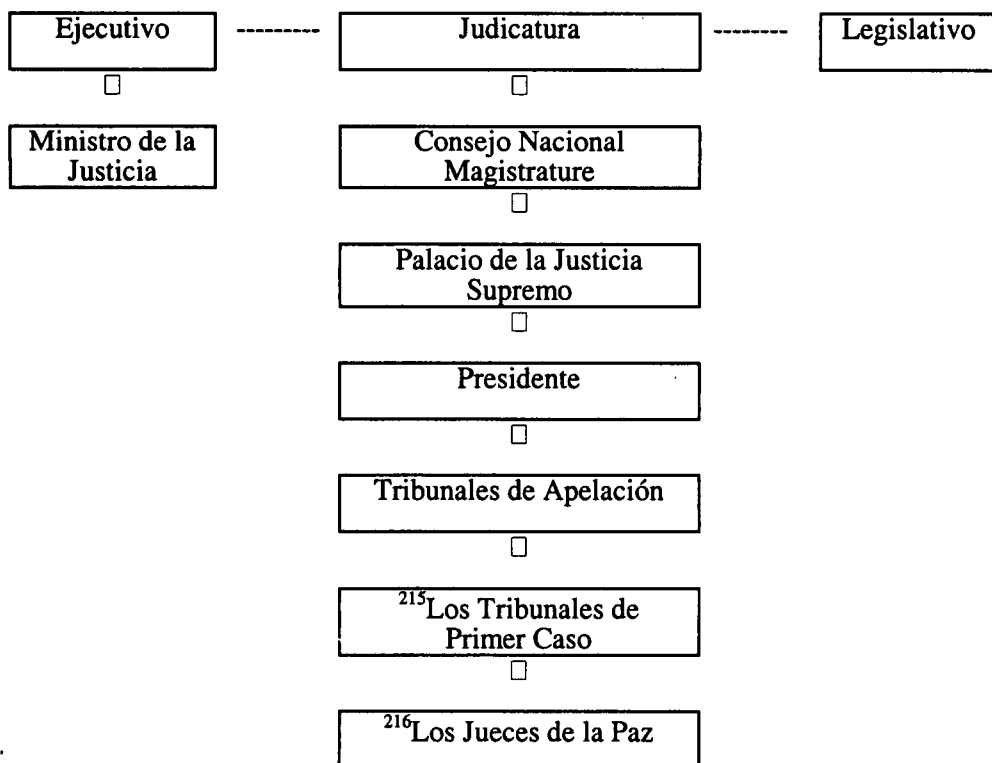 Ejecutivo -------- Judicatura -------- Legislativo
Ministro de la
Justicia
Consejo Nacional
Magistrature
Palacio de la Justicia
Supremo
Presidente
Tribunales de Apelación
215Los Tribunales de
Primer Caso
216Los Jueces de la Paz